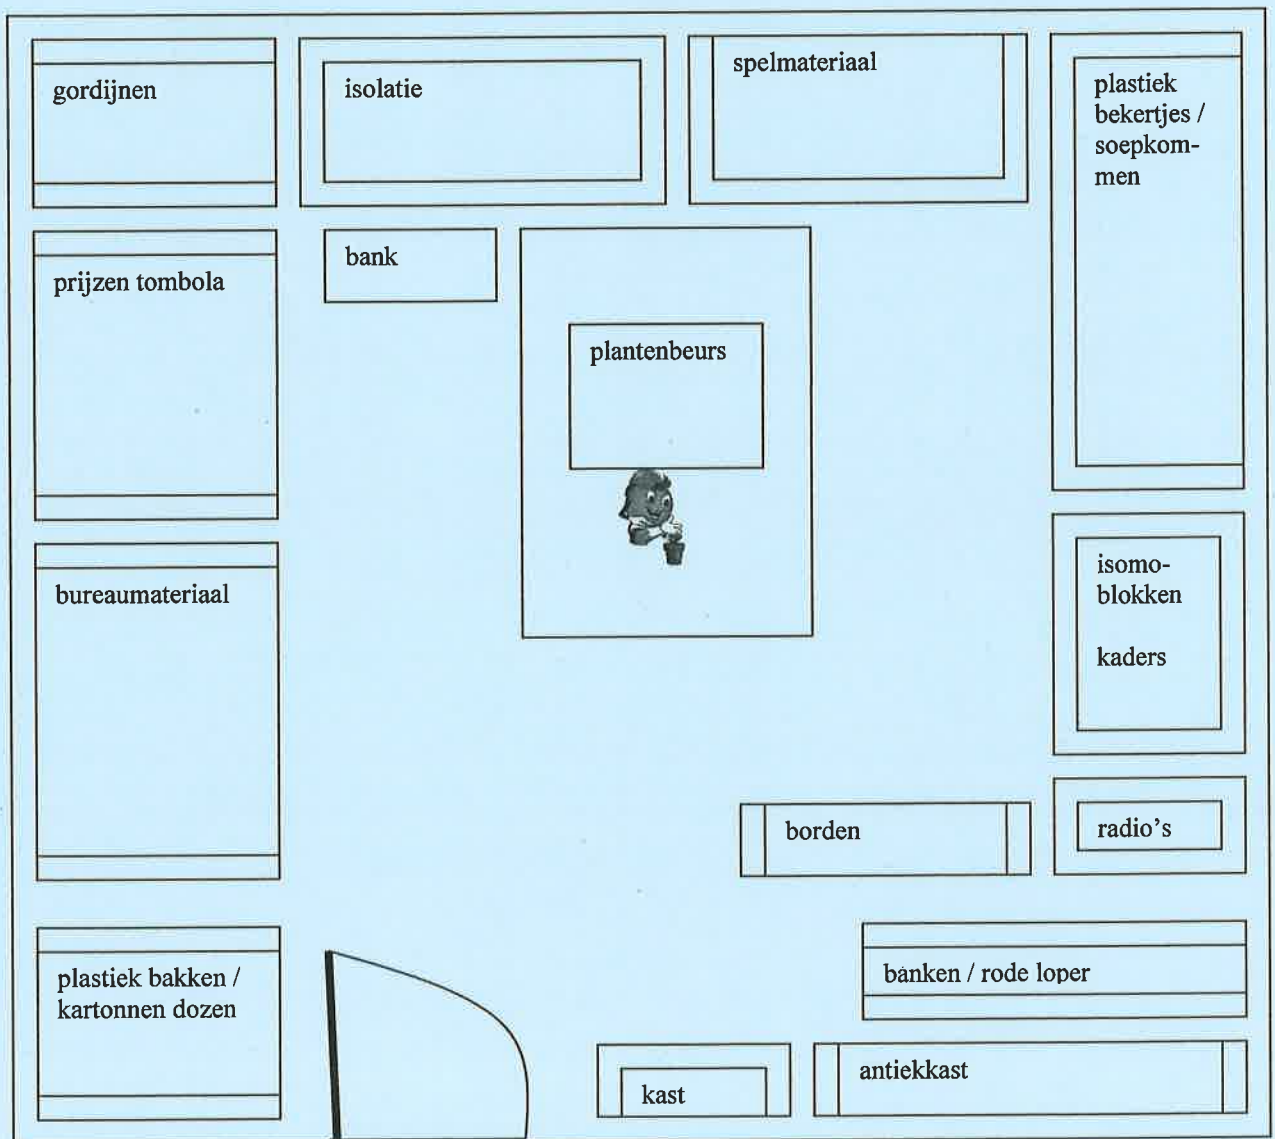 gordijnen
isolatie
spelmateriaal
plastiek
bekertjes /
soepkom-
men
prijzen tombola
bank
plantenbeurs
bureaumateriaal
isomo-
blokken
kaders
borden
radio's
plastiek bakken /
kartonnen dozen
banken / rode loper
kast
antiekkast